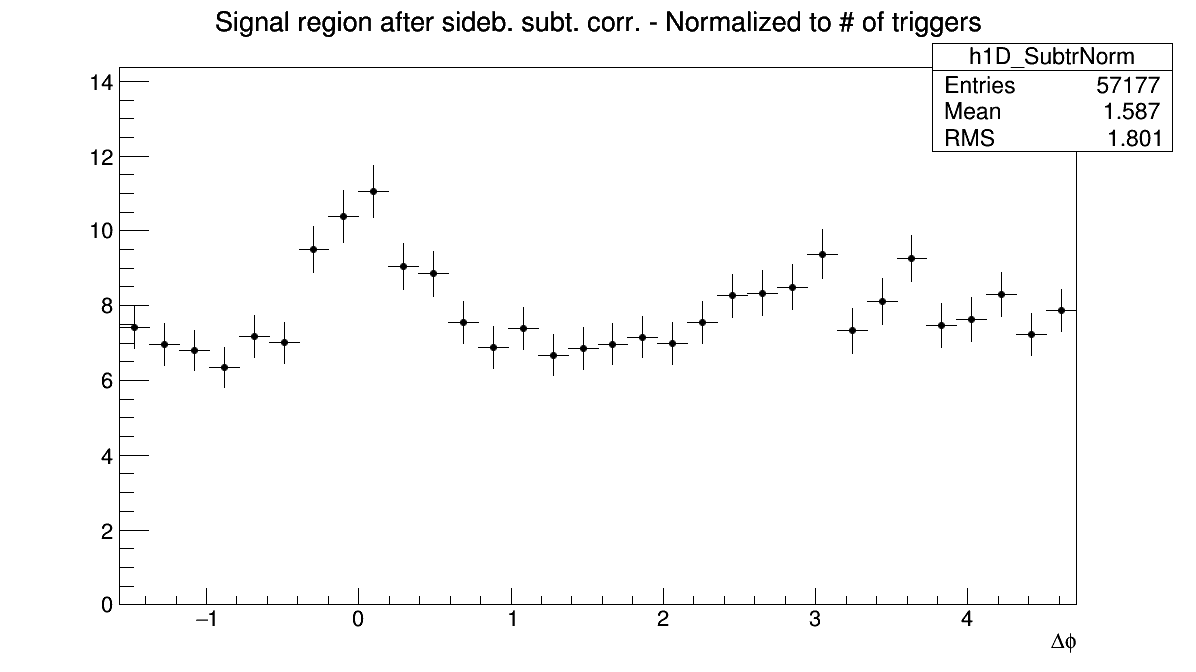 Signal region after sideb. subt. corr. - Normalized to # of triggers
h1D_SubtrNorm
Entries 57177
Mean 1.587
RMS 1.801
14
12
10
8
6
4
2
0
−1 0 1 2 3 4
Δϕ